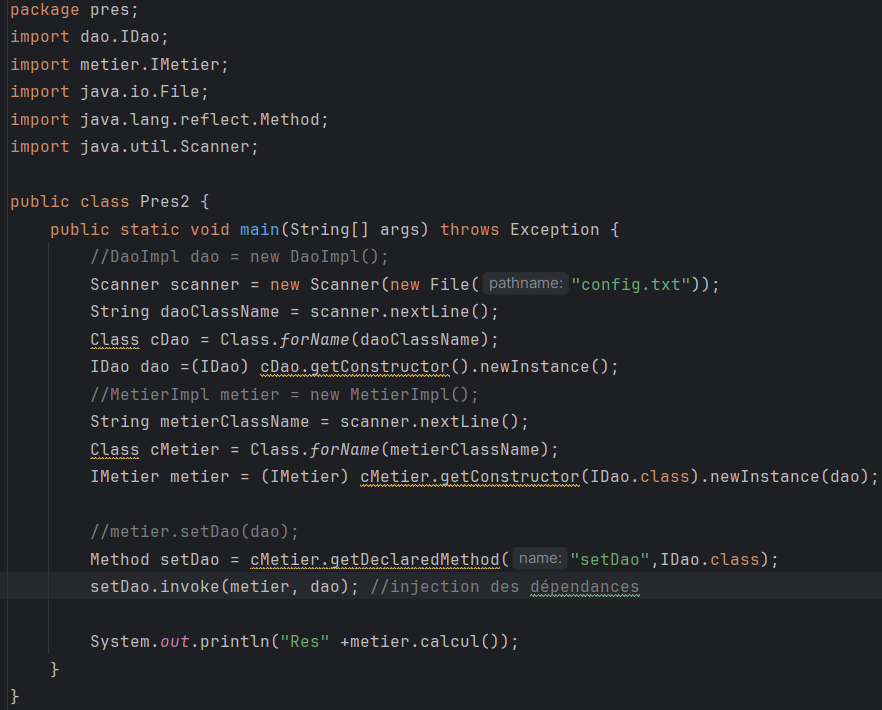 package pres;
import dao.IDao;
import metier.IMetier;
import java.io.File;
import java.lang.reflect.Method;
import java.util.Scanner;
public class Pres2 {
public static void main(String[] args) throws Exception {
//DaoImpl dao = new DaoImpl();
Scanner scanner = new Scanner(new File( pathname: "config.txt"));
String daoClassName = scanner.nextLine();
Class cDao = Class.forName(daoClassName);
IDao dao =(IDao) cDao.getConstructor().newInstance();
//MetierImpl metier = new MetierImpl();
String metierClassName = scanner.nextLine();
Class cMetier = Class.forName(metierClassName);
IMetier metier = (IMetier) cMetier.getConstructor(IDao.class).newInstance(dao);
//metier.setDao(dao);
Method setDao = cMetier.getDeclaredMethod( name: "setDao",IDao.class);
setDao.invoke(metier, dao); //injection des dépendances
System.out.println("Res" +metier.calcul());
}
}